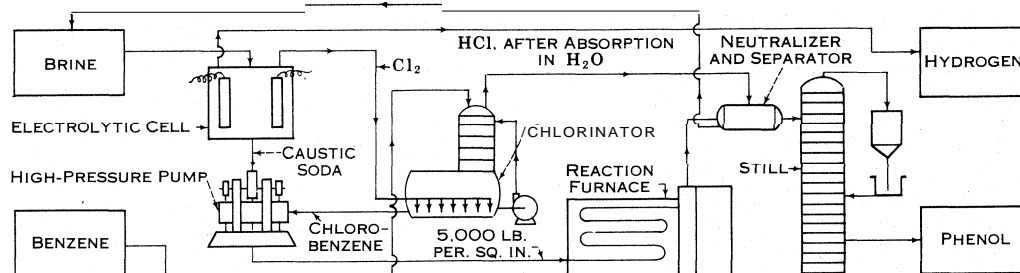 HCl, AFTER ABSORPTION
IN H₂O
NEUTRALIZER
AND SEPARATOR
BRINE
Cl₂
HYDROGEN
ELECTROLYTIC CELL
CHLORINATOR
CAUSTIC
SODA
HIGH-PRESSURE PUMP
REACTION
FURNACE
STILL
CHLORO-
BENZENE
BENZENE
5,000 LB.
PER. SQ. IN.
PHENOL